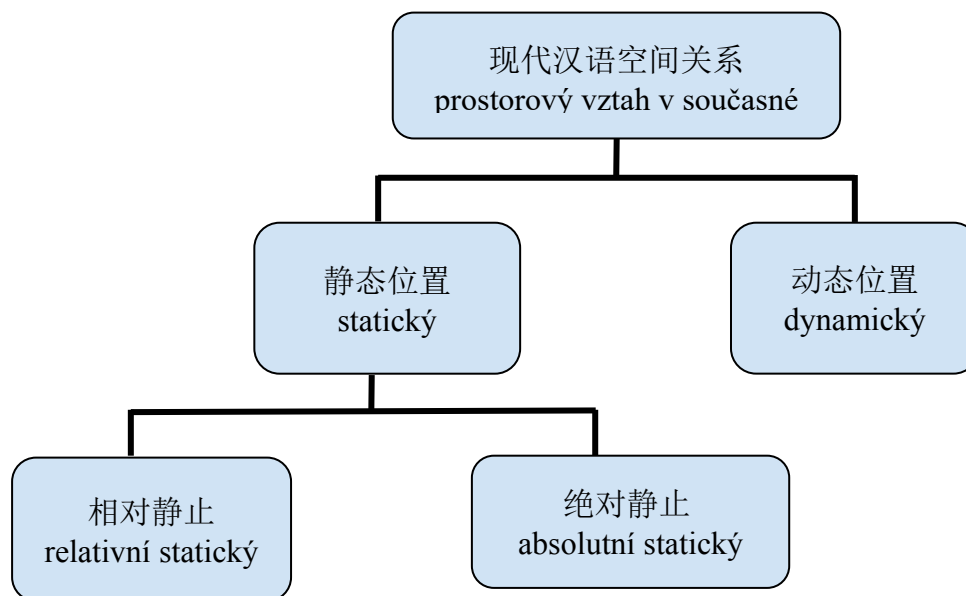 现代汉语空间关系
prostorový vztah v současné
静态位置
statický
动态位置
dynamický
相对静止
relativní statický
绝对静止
absolutní statický